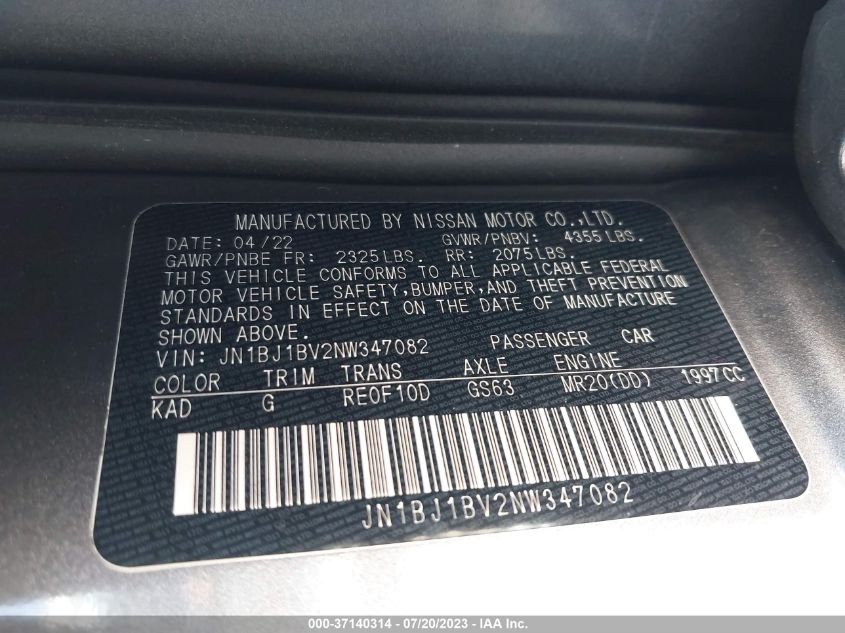 MANUFACTURED BY NISSAN MOTOR CO.,LTD.
DATE: 04/22 GVWR/PNBV: 4355 LBS.
GAWR/PNBE FR: 2325 LBS. RR: 2075 LBS.
THIS VEHICLE CONFORMS TO ALL APPLICABLE FEDERAL
MOTOR VEHICLE SAFETY,BUMPER,AND THEFT PREVENTION
STANDARDS IN EFFECT ON THE DATE OF MANUFACTURE
SHOWN ABOVE.
VIN: JN1BJ1BV2NW347082 PASSENGER CAR
COLOR TRIM TRANS AXLE ENGINE
KAD G RE0F10D GS63 MR20(DD) 1997CC
JN1BJ1BV2NW347082
000-37140314 - 07/20/2023 - IAA Inc.